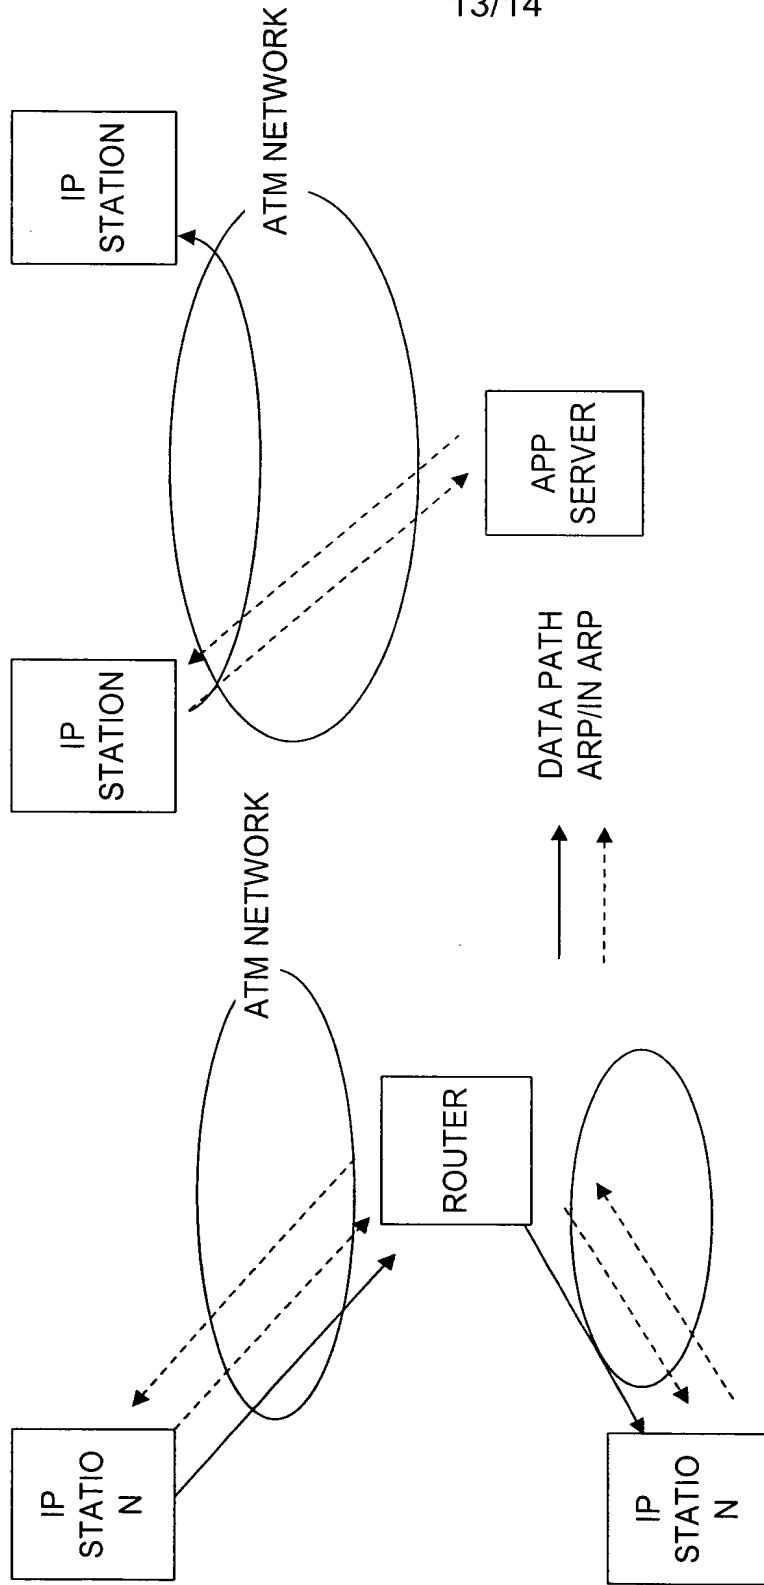 13/14
IP
STATION
ATM NETWORK
IP
STATION
APP
SERVER
DATA PATH
ARP/IN ARP
ATM NETWORK
ROUTER
IP
STATIO
N
IP
STATIO
N